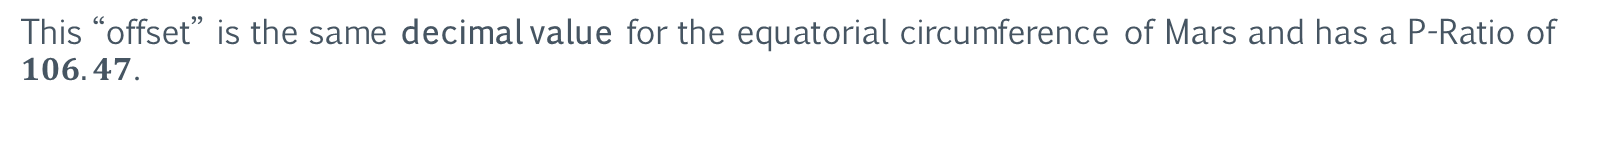 This “offset” is the same decimal value for the equatorial circumference of Mars and has a P-Ratio of
106.47.